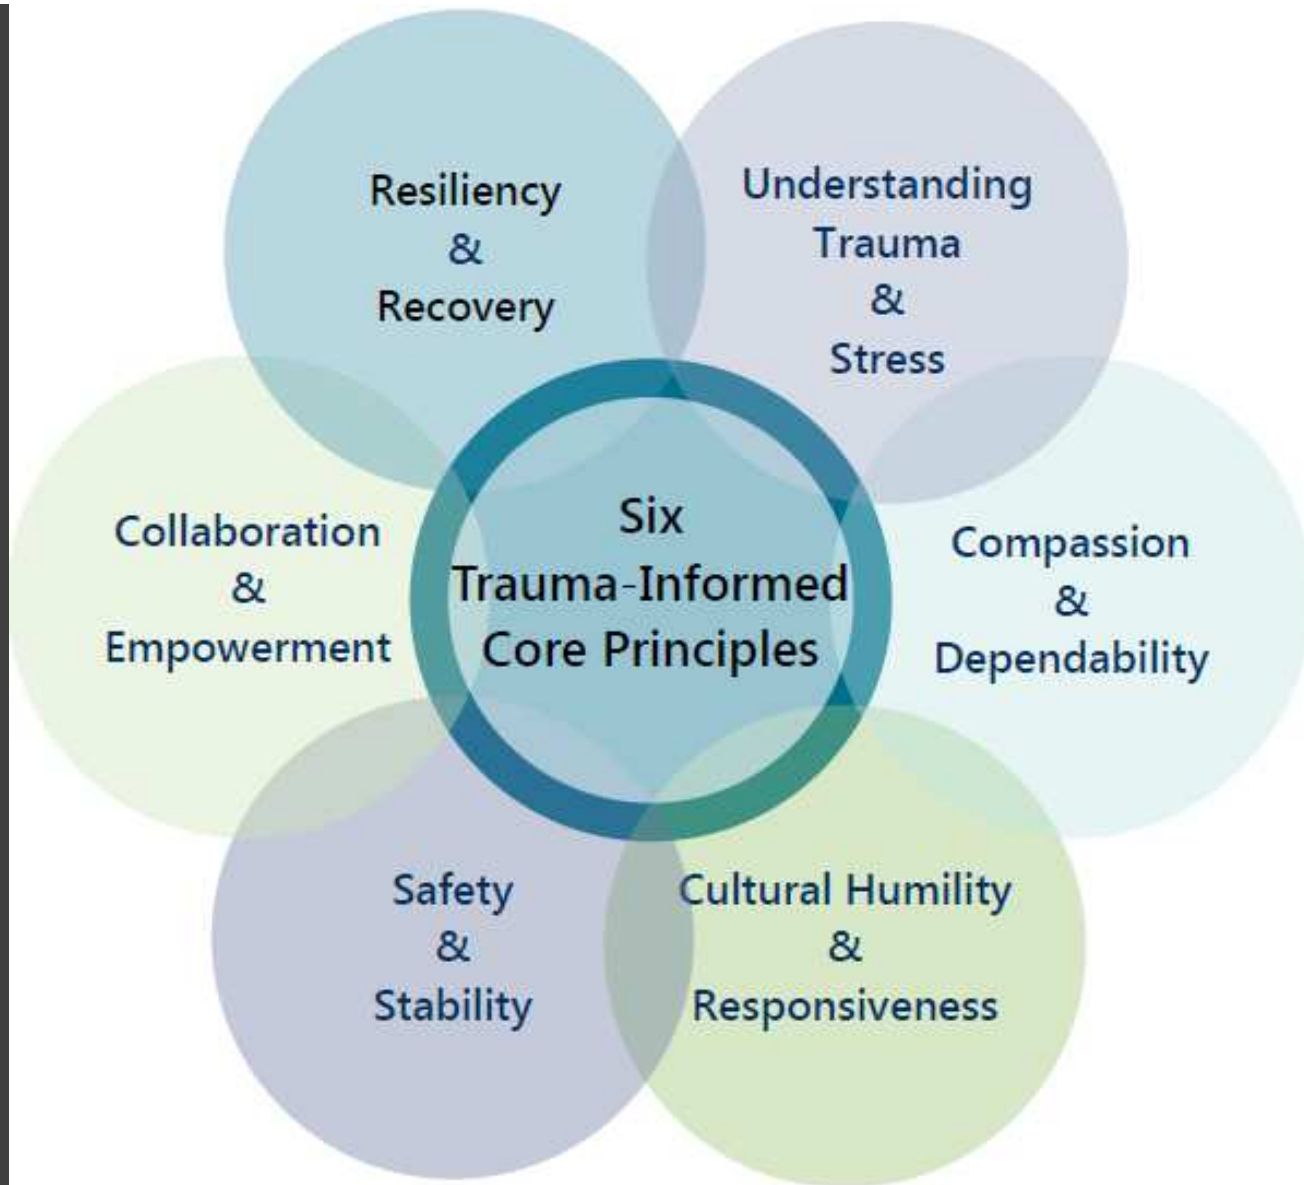 Resiliency
&
Recovery
Understanding
Trauma
&
Stress
Collaboration
&
Empowerment
Six
Trauma-Informed
Core Principles
Compassion
&
Dependability
Safety
&
Stability
Cultural Humility
&
Responsiveness